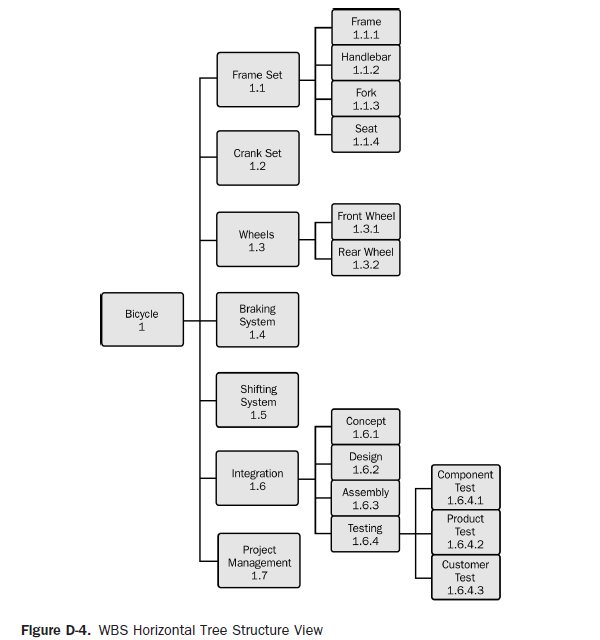 Bicycle
1
Frame Set
1.1
Frame
1.1.1
Handlebar
1.1.2
Fork
1.1.3
Seat
1.1.4
Crank Set
1.2
Wheels
1.3
Front Wheel
1.3.1
Rear Wheel
1.3.2
Braking
System
1.4
Shifting
System
1.5
Integration
1.6
Concept
1.6.1
Design
1.6.2
Assembly
1.6.3
Testing
1.6.4
Component
Test
1.6.4.1
Product
Test
1.6.4.2
Customer
Test
1.6.4.3
Project
Management
1.7
Figure D-4. WBS Horizontal Tree Structure View